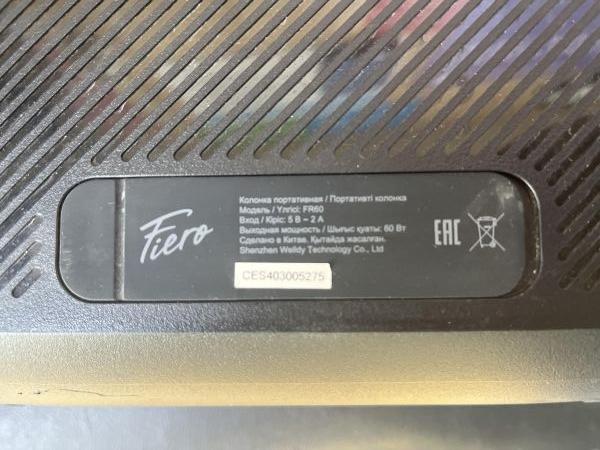 Fiero
Колонка портативная / Портативті колонка
Модель / Үлгісі: FR60
Вход / Кіріс: 5 В ⎓ 2 А
Выходная мощность / Шығыс қуаты: 60 Вт
Сделано в Китае. Қытайда жасалған.
Shenzhen Welldy Technology Co., Ltd
CES403005275
EAC